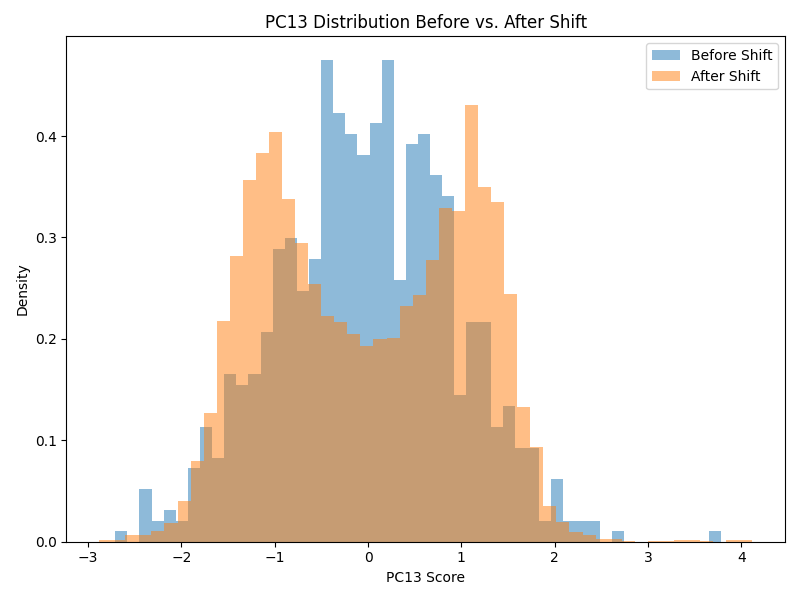 PC13 Distribution Before vs. After Shift
Before Shift
After Shift
Density
0.4
0.3
0.2
0.1
0.0
−3
−2
−1
0
1
2
3
4
PC13 Score